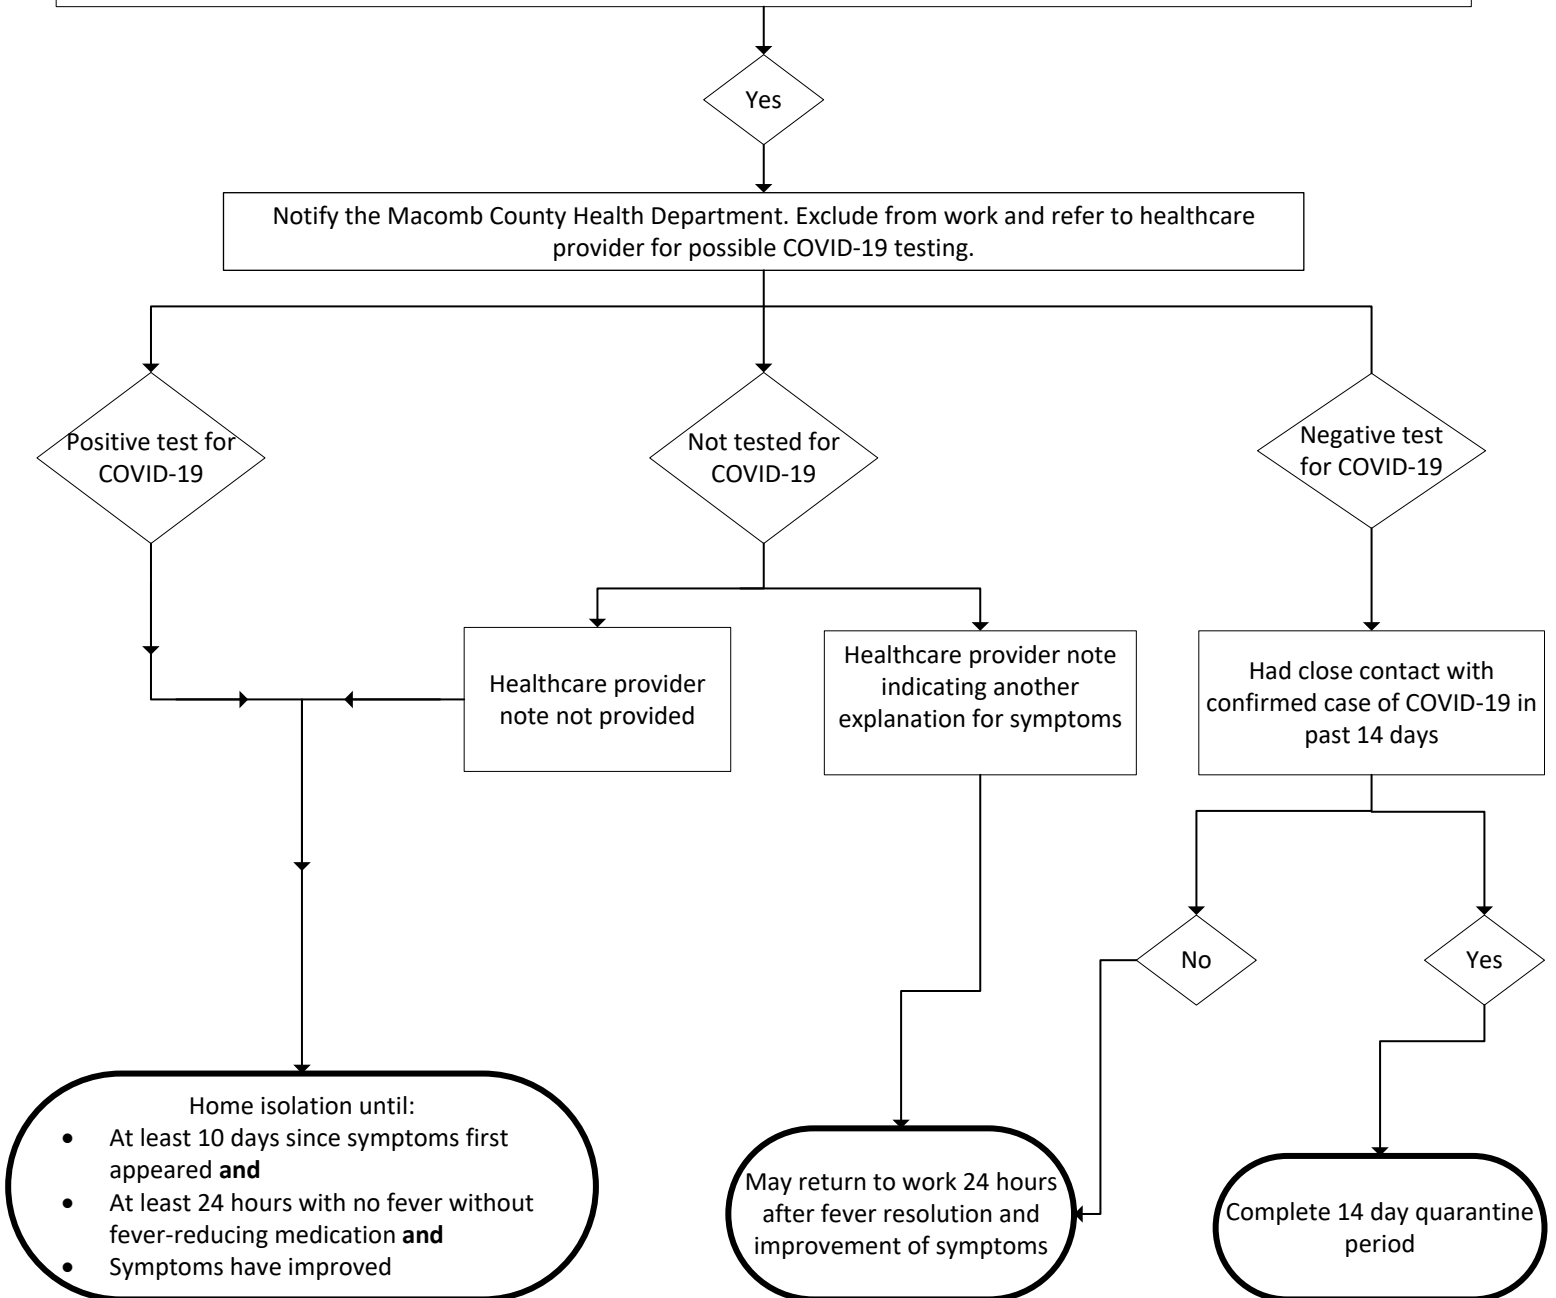 Yes
Notify the Macomb County Health Department. Exclude from work and refer to healthcare
provider for possible COVID-19 testing.
Positive test for
COVID-19
Not tested for
COVID-19
Negative test
for COVID-19
Healthcare provider
note not provided
Healthcare provider note
indicating another
explanation for symptoms
Had close contact with
confirmed case of COVID-19 in
past 14 days
No
Yes
Home isolation until:
• At least 10 days since symptoms first
appeared and
• At least 24 hours with no fever without
fever-reducing medication and
• Symptoms have improved
May return to work 24 hours
after fever resolution and
improvement of symptoms
Complete 14 day quarantine
period